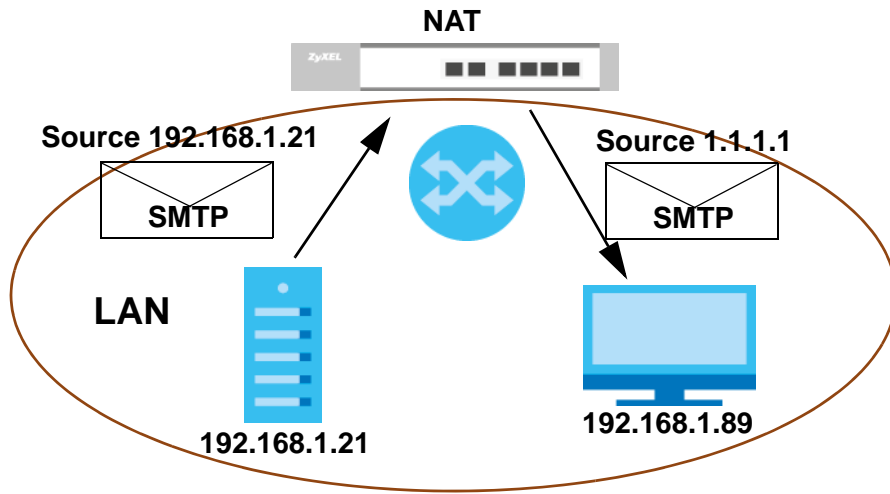 NAT
ZyXEL
Source 192.168.1.21
Source 1.1.1.1
SMTP
SMTP
LAN
192.168.1.21
192.168.1.89